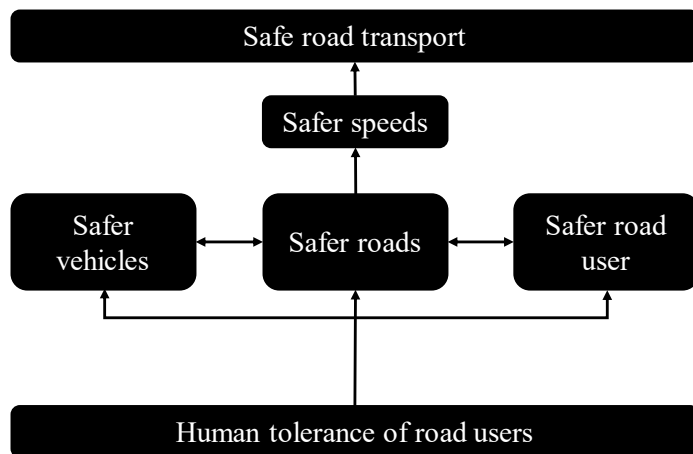 Safe road transport
Safer speeds
Safer
vehicles
Safer roads
Safer road
user
Human tolerance of road users